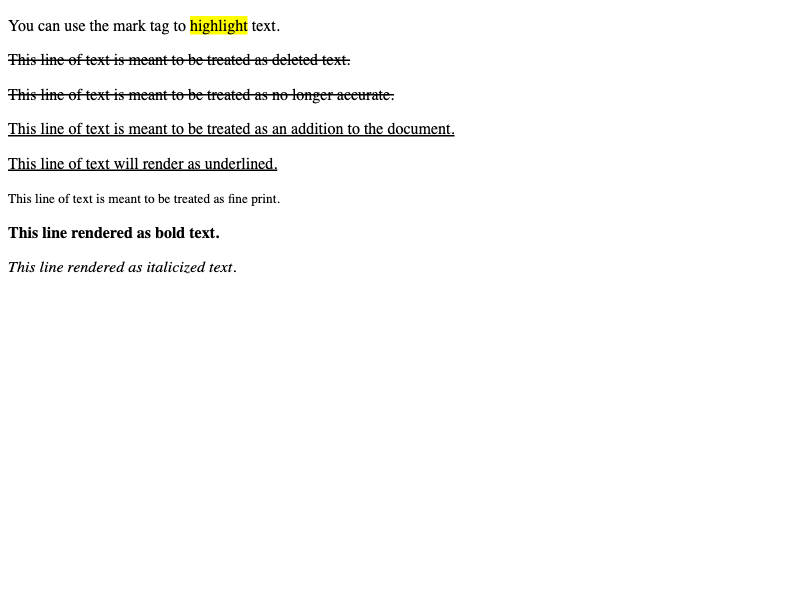 You can use the mark tag to highlight text.
This line of text is meant to be treated as deleted text.
This line of text is meant to be treated as no longer accurate.
This line of text is meant to be treated as an addition to the document.
This line of text will render as underlined.
This line of text is meant to be treated as fine print.
This line rendered as bold text.
This line rendered as italicized text.